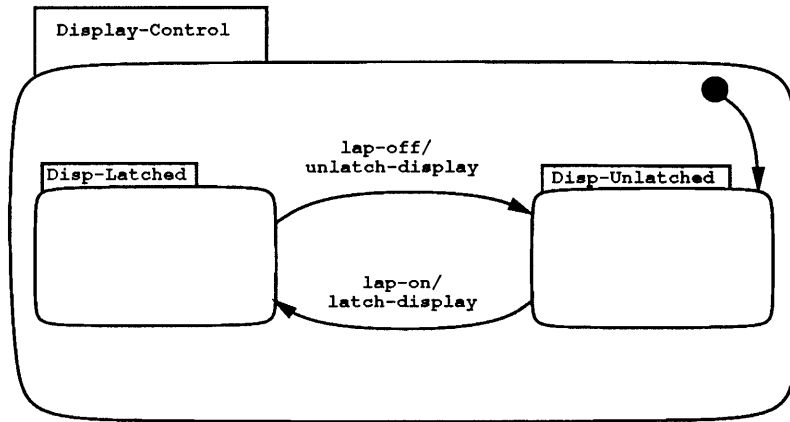 Display-Control
lap-off/
unlatch-display
Disp-Latched
Disp-Unlatched
lap-on/
latch-display